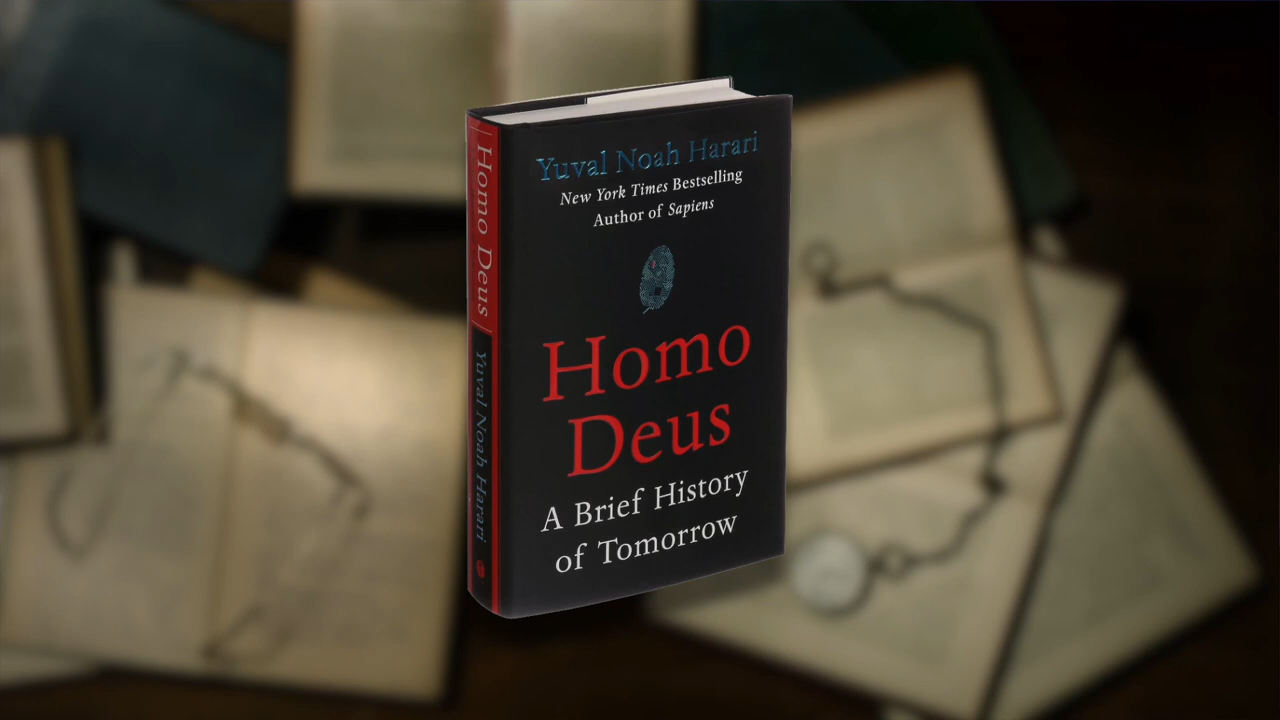 Homo Deus
Yuval Noah Harari
Yuval Noah Harari
New York Times Bestselling
Author of Sapiens
Homo
Deus
A Brief History
of Tomorrow